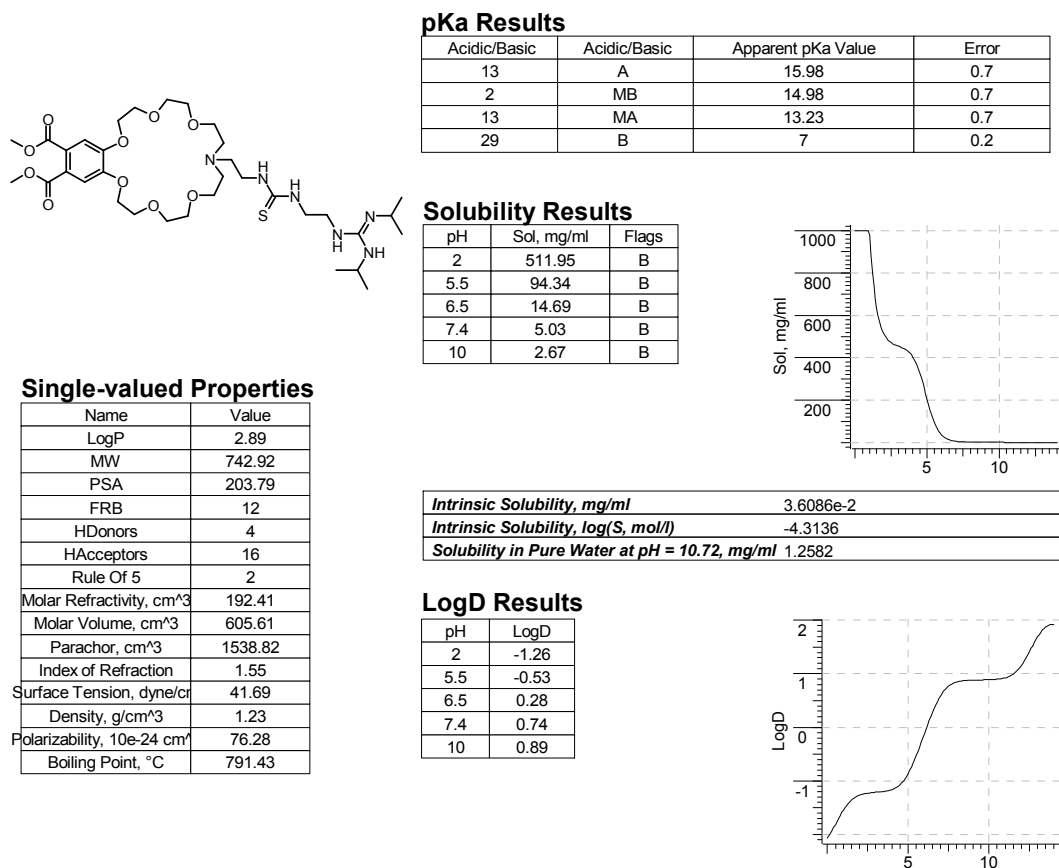 pKa Results
Acidic/Basic Acidic/Basic Apparent pKa Value Error
13 A 15.98 0.7
2 MB 14.98 0.7
13 MA 13.23 0.7
29 B 7 0.2
O
O
O
O
O
N
H
N
O
O
O
H
N
N
H
O
O
S
N
N
H
NH
Solubility Results
pH Sol, mg/ml Flags
2 511.95 B
5.5 94.34 B
6.5 14.69 B
7.4 5.03 B
10 2.67 B
Sol, mg/ml
1000
800
600
400
200
5 10
Single-valued Properties
Name Value
LogP 2.89
MW 742.92
PSA 203.79
FRB 12
HDonors 4
HAcceptors 16
Rule Of 5 2
Molar Refractivity, cm^3 192.41
Molar Volume, cm^3 605.61
Parachor, cm^3 1538.82
Index of Refraction 1.55
Surface Tension, dyne/cr 41.69
Density, g/cm^3 1.23
Polarizability, 10e-24 cm^ 76.28
Boiling Point, °C 791.43
Intrinsic Solubility, mg/ml 3.6086e-2
Intrinsic Solubility, log(S, mol/l) -4.3136
Solubility in Pure Water at pH = 10.72, mg/ml 1.2582
LogD Results
pH LogD
2 -1.26
5.5 -0.53
6.5 0.28
7.4 0.74
10 0.89
LogD
2
1
0
-1
5 10